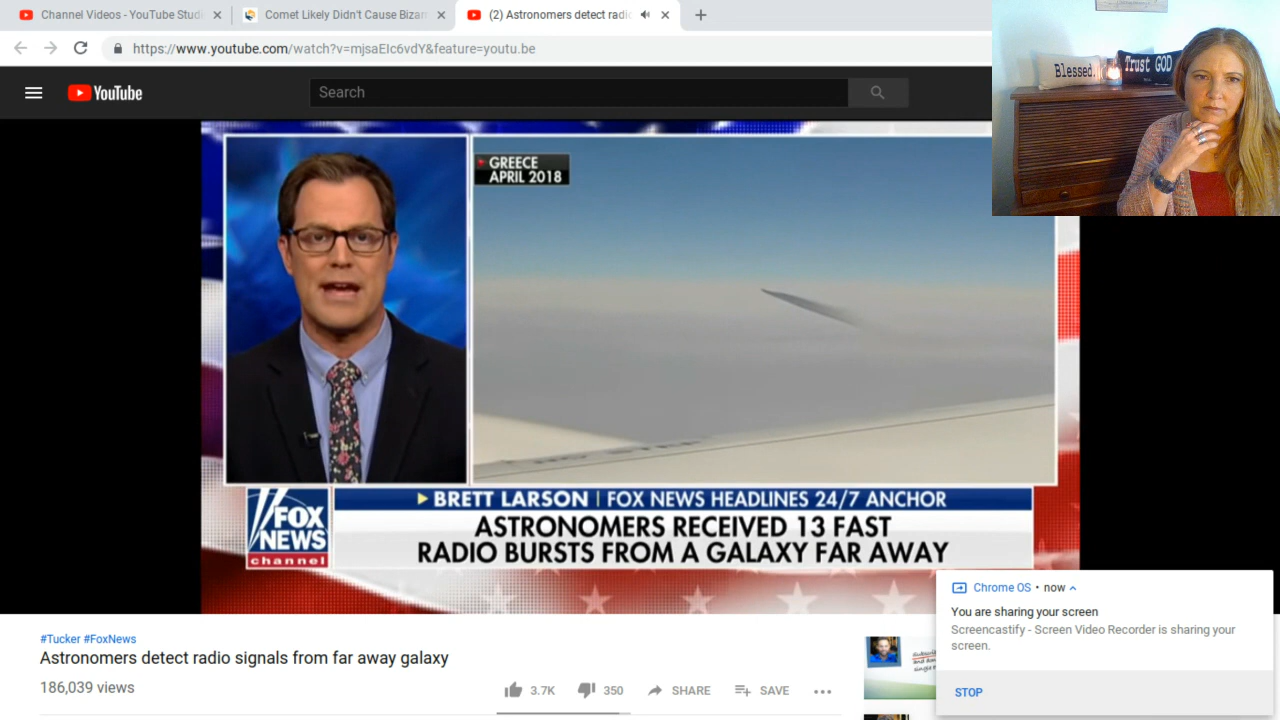 Channel Videos - YouTube Studi
Comet Likely Didn't Cause Bizarr
(2) Astronomers detect radio
https://www.youtube.com/watch?v=mjsaEIc6vdY&feature=youtu.be
YouTube
Search
Blessed.
Trust GOD
GREECE
APRIL 2018
BRETT LARSON | FOX NEWS HEADLINES 24/7 ANCHOR
FOX
NEWS
channel
ASTRONOMERS RECEIVED 13 FAST
RADIO BURSTS FROM A GALAXY FAR AWAY
Chrome OS • now
You are sharing your screen
Screencastify - Screen Video Recorder is sharing your
screen.
STOP
#Tucker #FoxNews
Astronomers detect radio signals from far away galaxy
186,039 views
3.7K
350
SHARE
SAVE